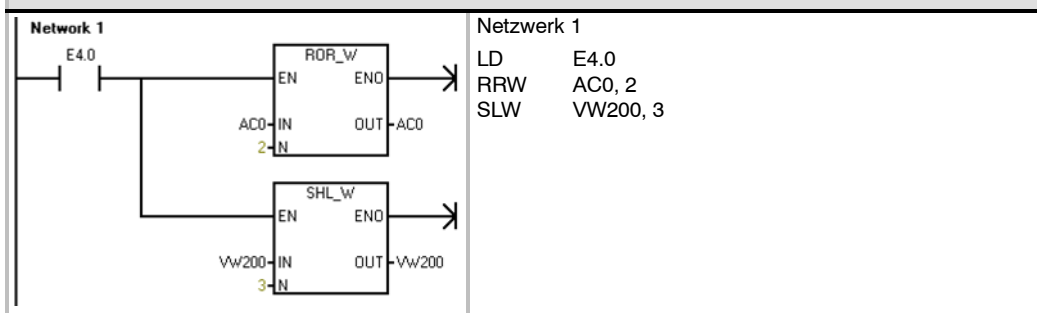 Network 1
E4.0
ROR_W
EN ENO
AC0 IN OUT AC0
2 N
SHL_W
EN ENO
VW200 IN OUT VW200
3 N
Netzwerk 1
LD E4.0
RRW AC0, 2
SLW VW200, 3